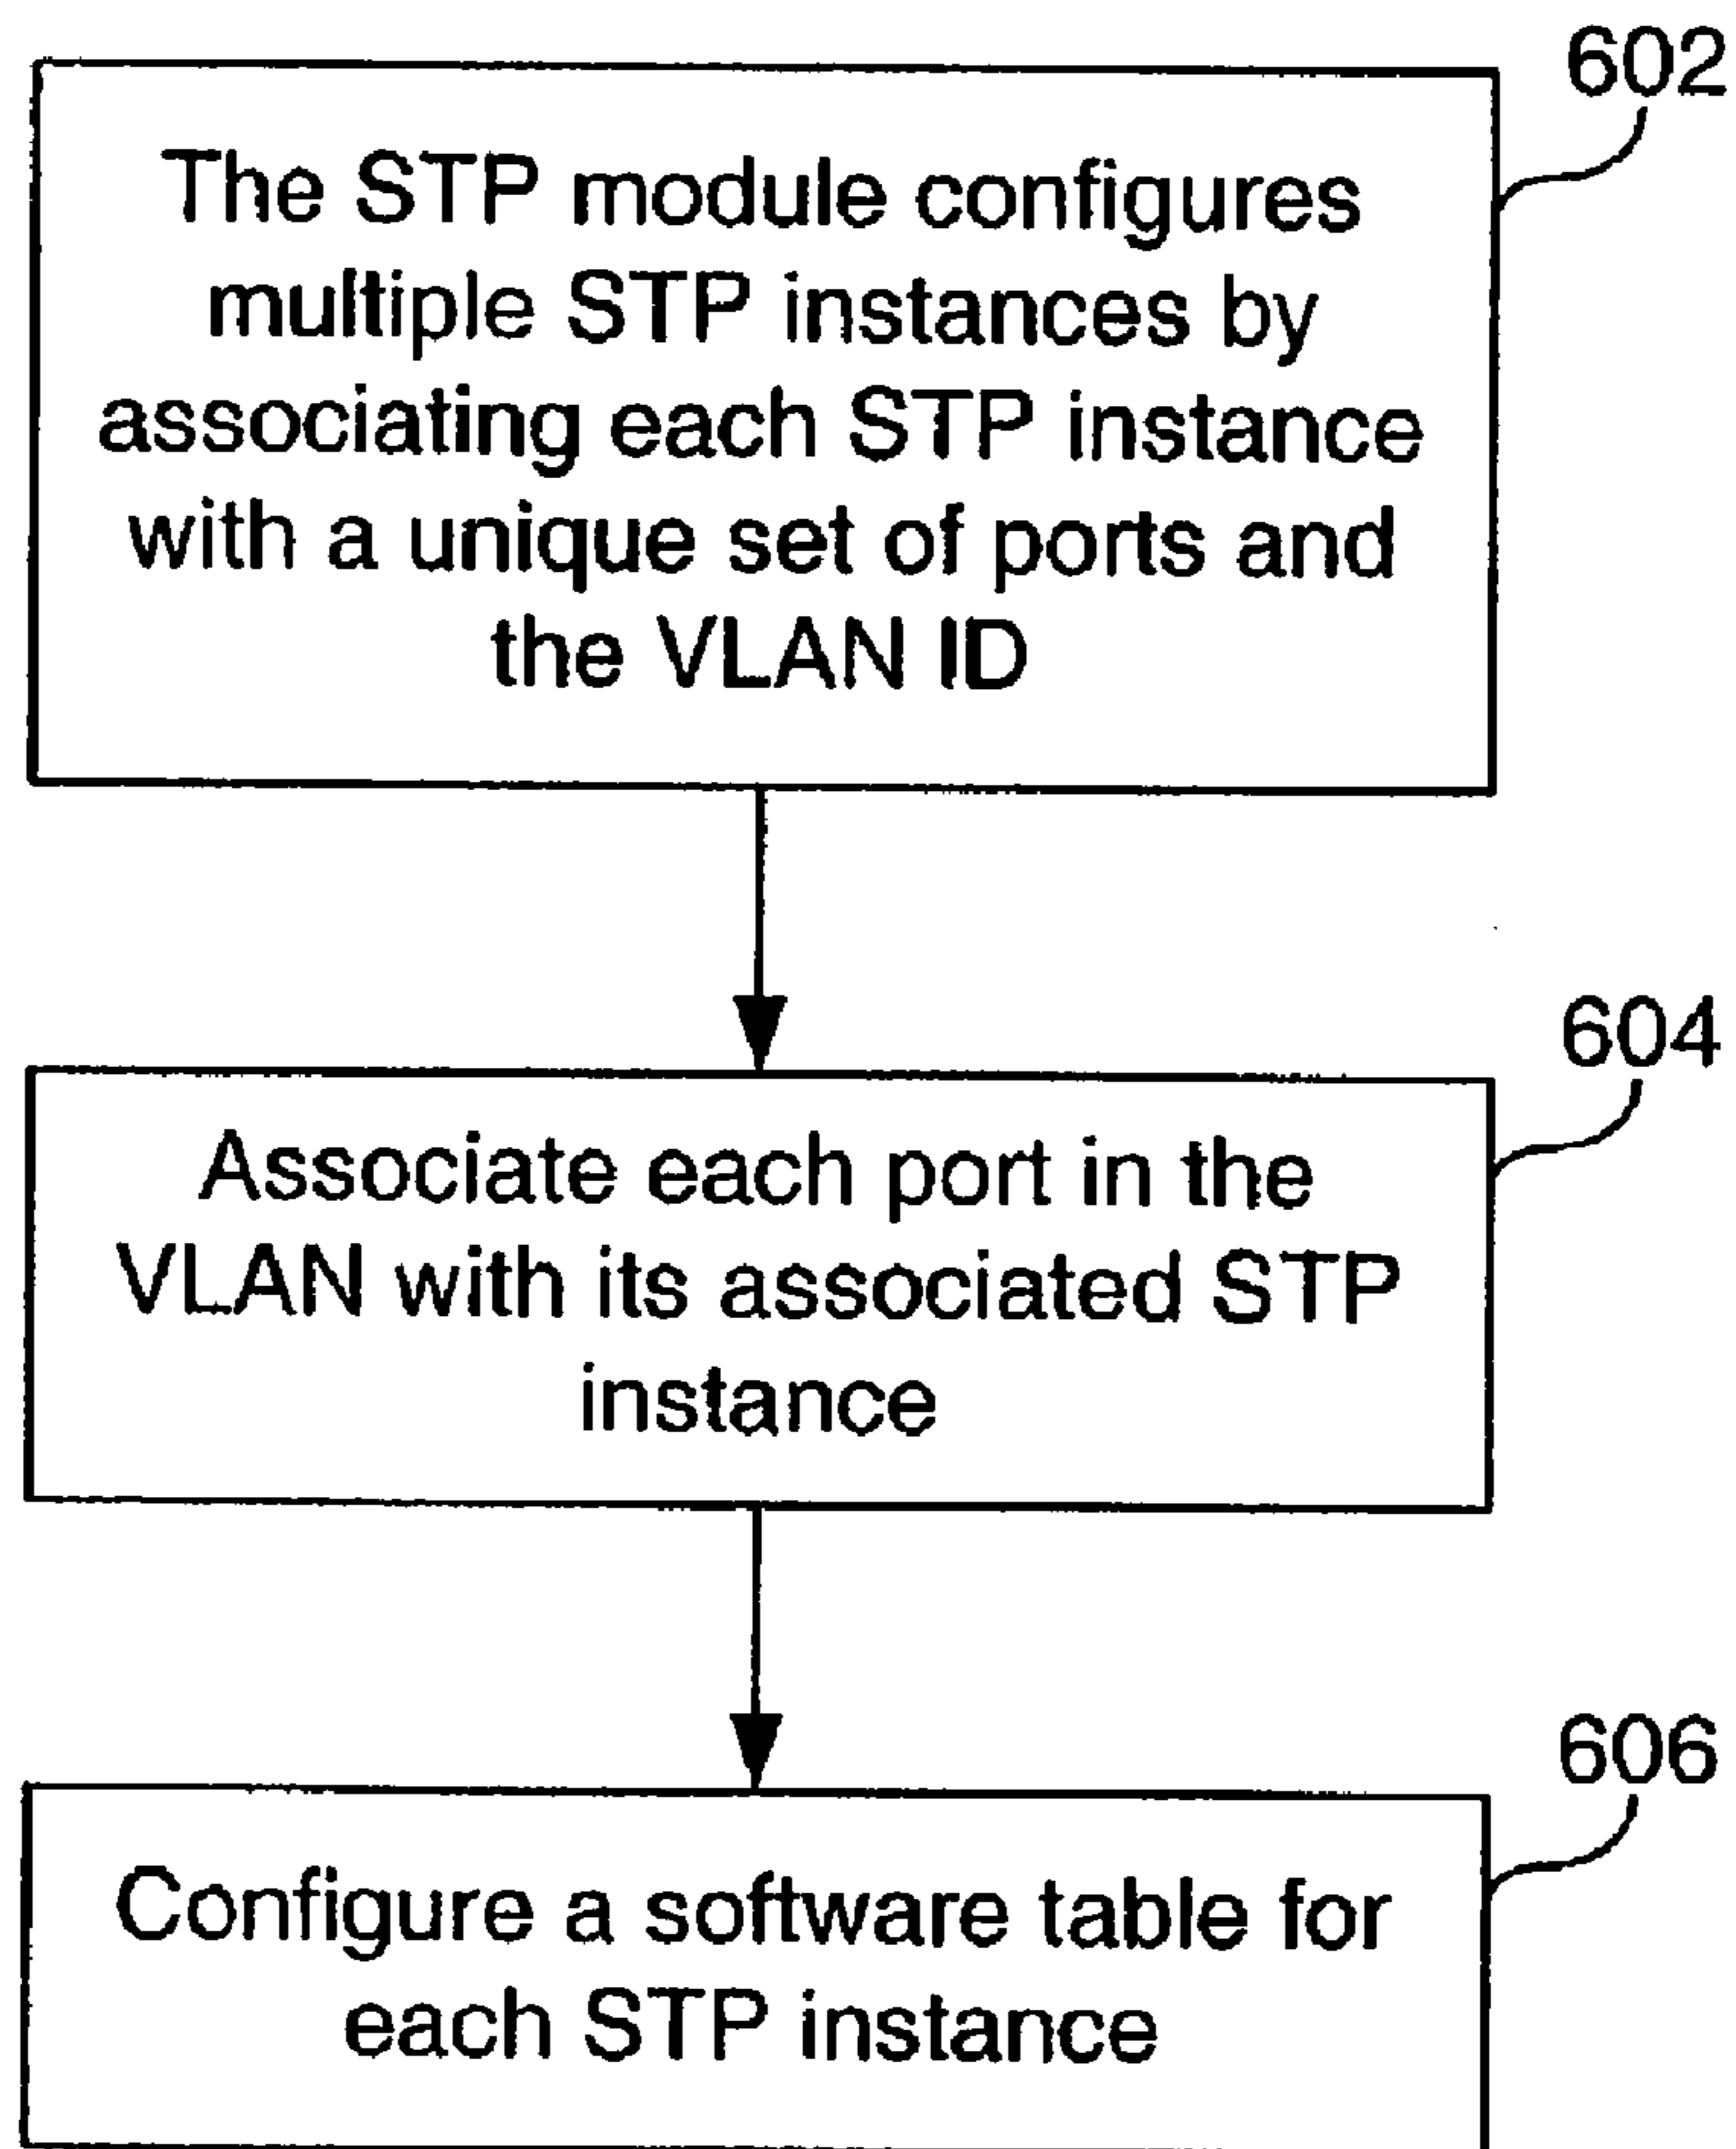 602
The STP module configures
multiple STP instances by
associating each STP instance
with a unique set of ports and
the VLAN ID
604
Associate each port in the
VLAN with its associated STP
instance
606
Configure a software table for
each STP instance